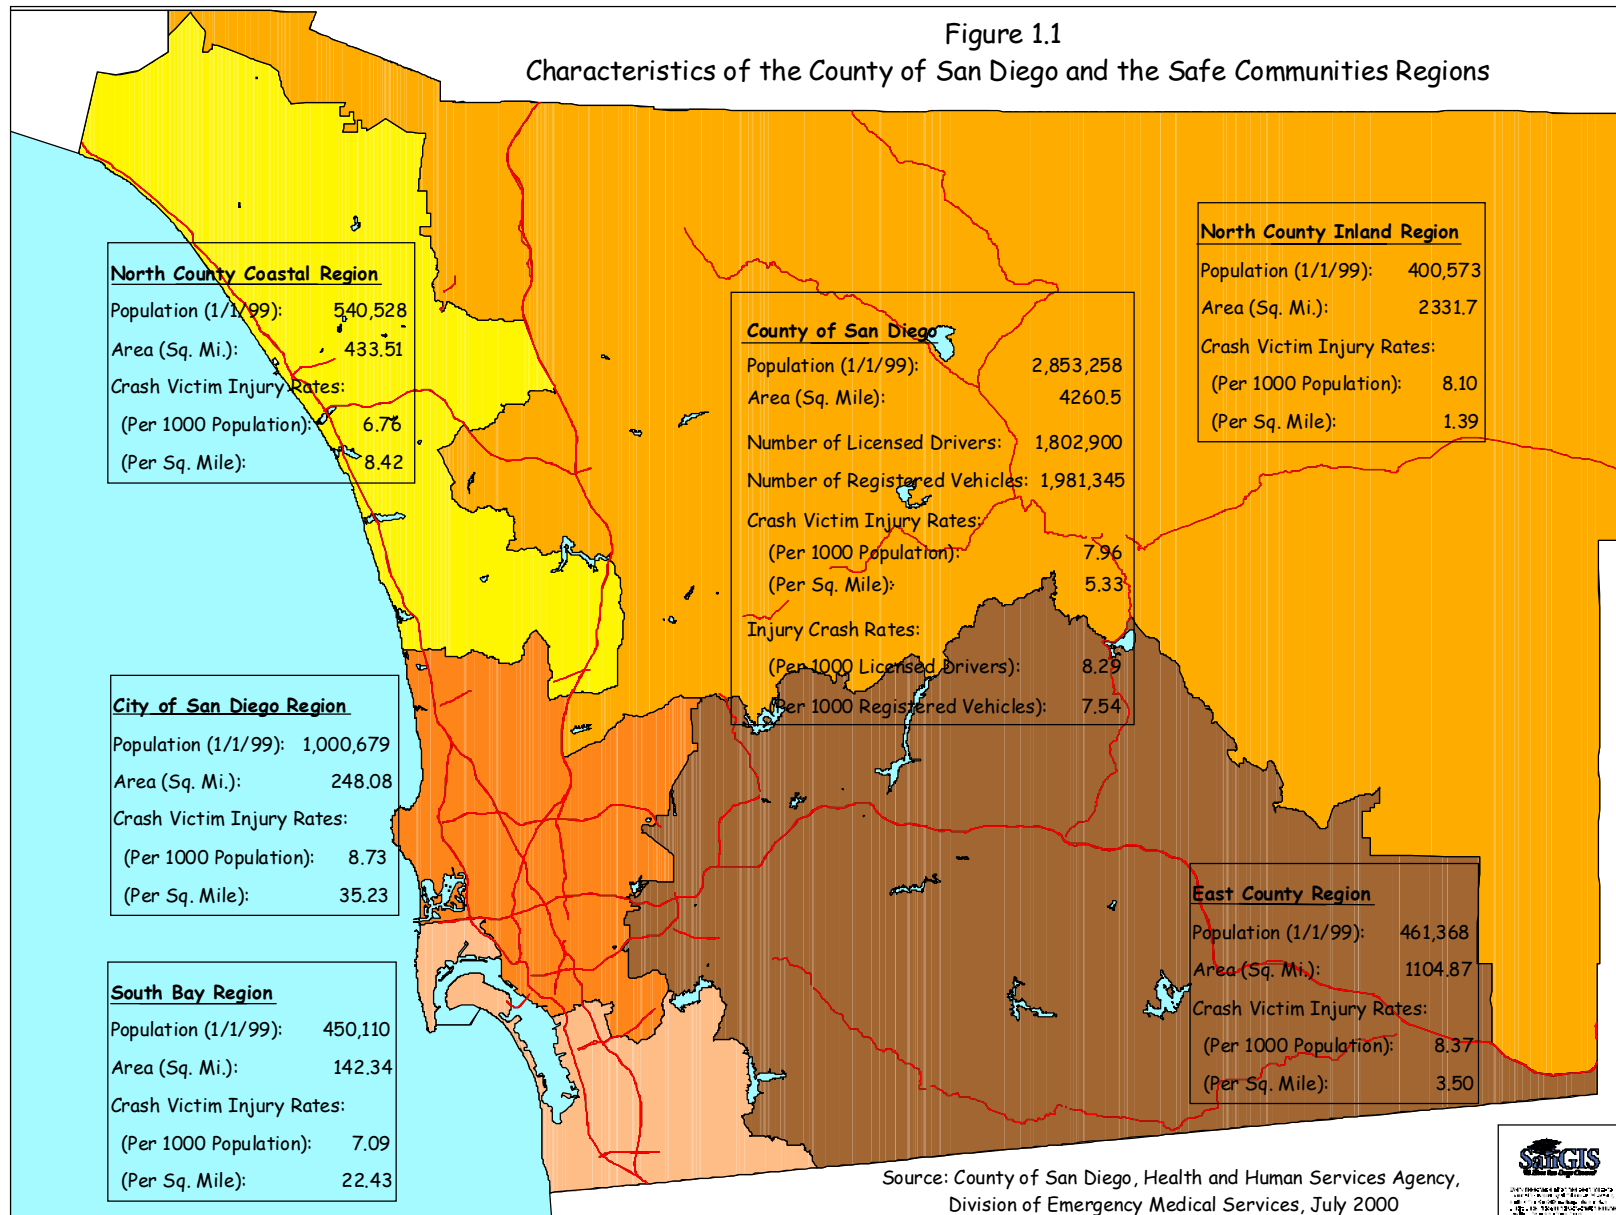 Figure 1.1
Characteristics of the County of San Diego and the Safe Communities Regions
North County Coastal Region
Population (1/1/99): 540,528
Area (Sq. Mi.): 433.51
Crash Victim Injury Rates:
(Per 1000 Population): 6.76
(Per Sq. Mile): 8.42
North County Inland Region
Population (1/1/99): 400,573
Area (Sq. Mi.): 2331.7
Crash Victim Injury Rates:
(Per 1000 Population): 8.10
(Per Sq. Mile): 1.39
County of San Diego
Population (1/1/99): 2,853,258
Area (Sq. Mile): 4260.5
Number of Licensed Drivers: 1,802,900
Number of Registered Vehicles: 1,981,345
Crash Victim Injury Rates:
(Per 1000 Population): 7.96
(Per Sq. Mile): 5.33
Injury Crash Rates:
(Per 1000 Licensed Drivers): 8.29
(Per 1000 Registered Vehicles): 7.54
City of San Diego Region
Population (1/1/99): 1,000,679
Area (Sq. Mi.): 248.08
Crash Victim Injury Rates:
(Per 1000 Population): 8.73
(Per Sq. Mile): 35.23
East County Region
Population (1/1/99): 461,368
Area (Sq. Mi.): 1104.87
Crash Victim Injury Rates:
(Per 1000 Population): 8.37
(Per Sq. Mile): 3.50
South Bay Region
Population (1/1/99): 450,110
Area (Sq. Mi.): 142.34
Crash Victim Injury Rates:
(Per 1000 Population): 7.09
(Per Sq. Mile): 22.43
Source: County of San Diego, Health and Human Services Agency,
Division of Emergency Medical Services, July 2000
SanGIS